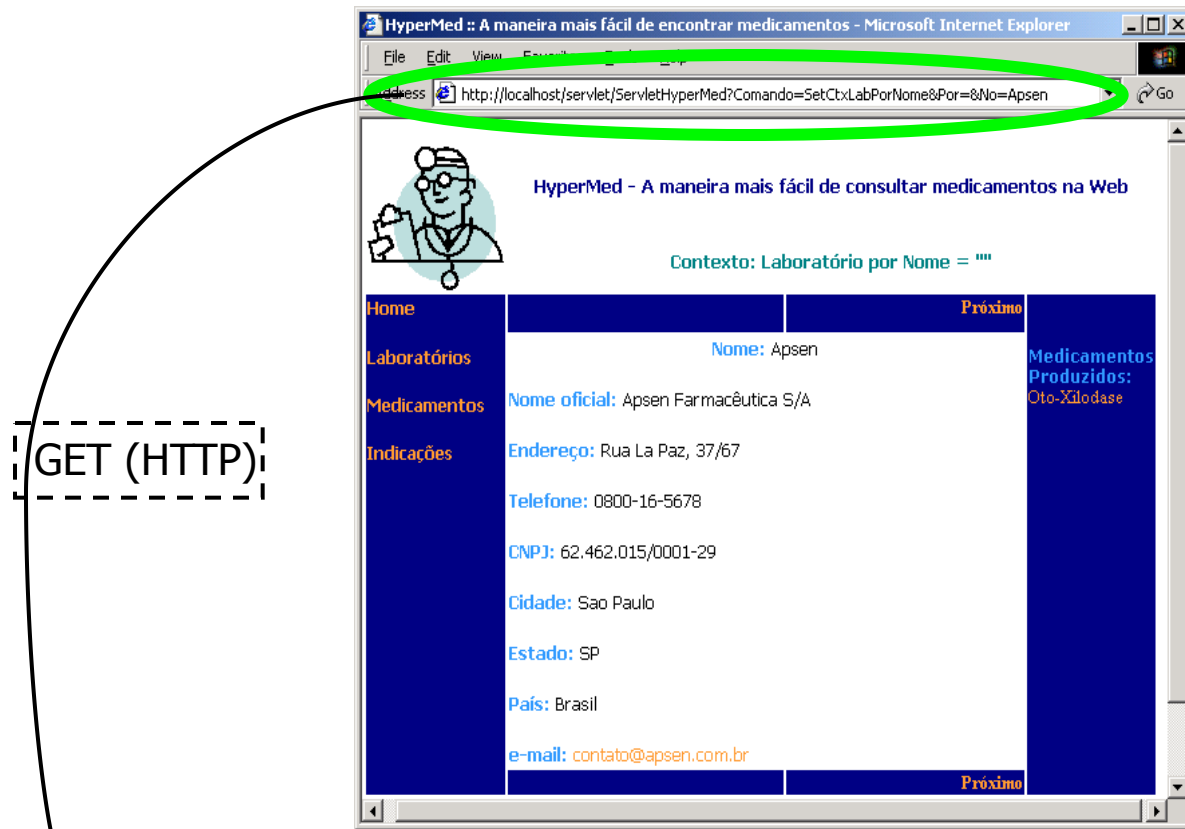 HyperMed :: A maneira mais fácil de encontrar medicamentos - Microsoft Internet Explorer
File Edit View
http://localhost/servlet/ServletHyperMed?Comando=SetCtxLabPorNome&Por=&No=Apsen Go
HyperMed - A maneira mais fácil de consultar medicamentos na Web
Contexto: Laboratório por Nome = ""
Home
Próximo
Laboratórios
Medicamentos
Indicações
GET (HTTP)
Nome: Apsen
Nome oficial: Apsen Farmacêutica S/A
Endereço: Rua La Paz, 37/67
Telefone: 0800-16-5678
CNPJ: 62.462.015/0001-29
Cidade: Sao Paulo
Estado: SP
País: Brasil
e-mail: contato@apsen.com.br
Próximo
Medicamentos
Produzidos:
Oto-Xilodase